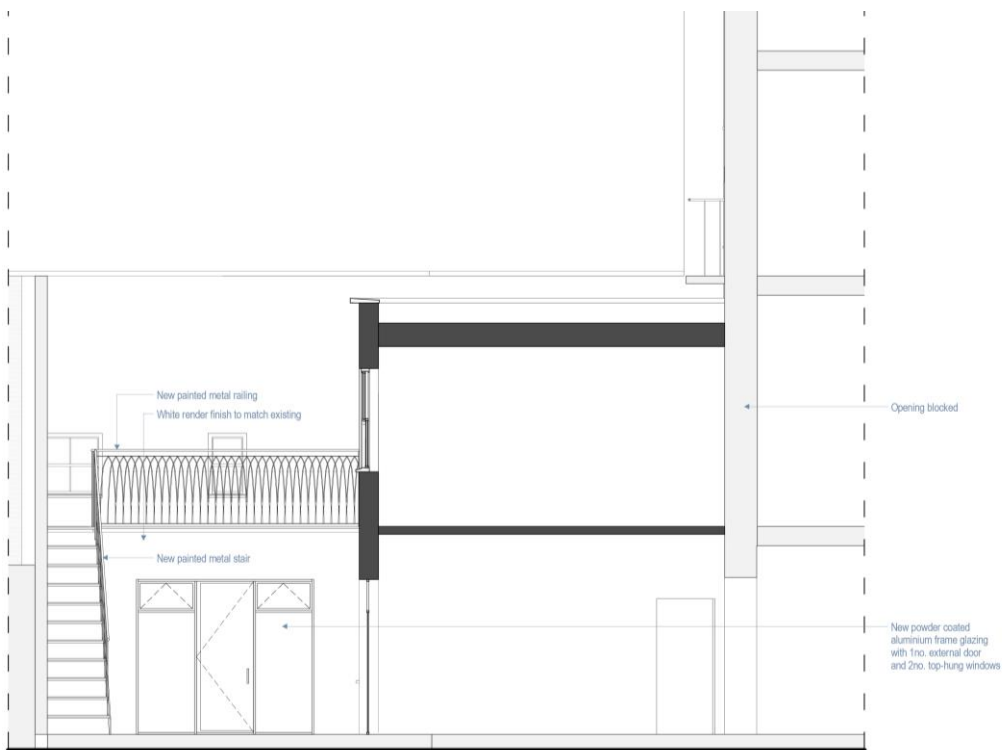 New painted metal railing
White render finish to match existing
Opening blocked
New painted metal stair
New powder coated
aluminium frame glazing
with 1no. external door
and 2no. top-hung windows